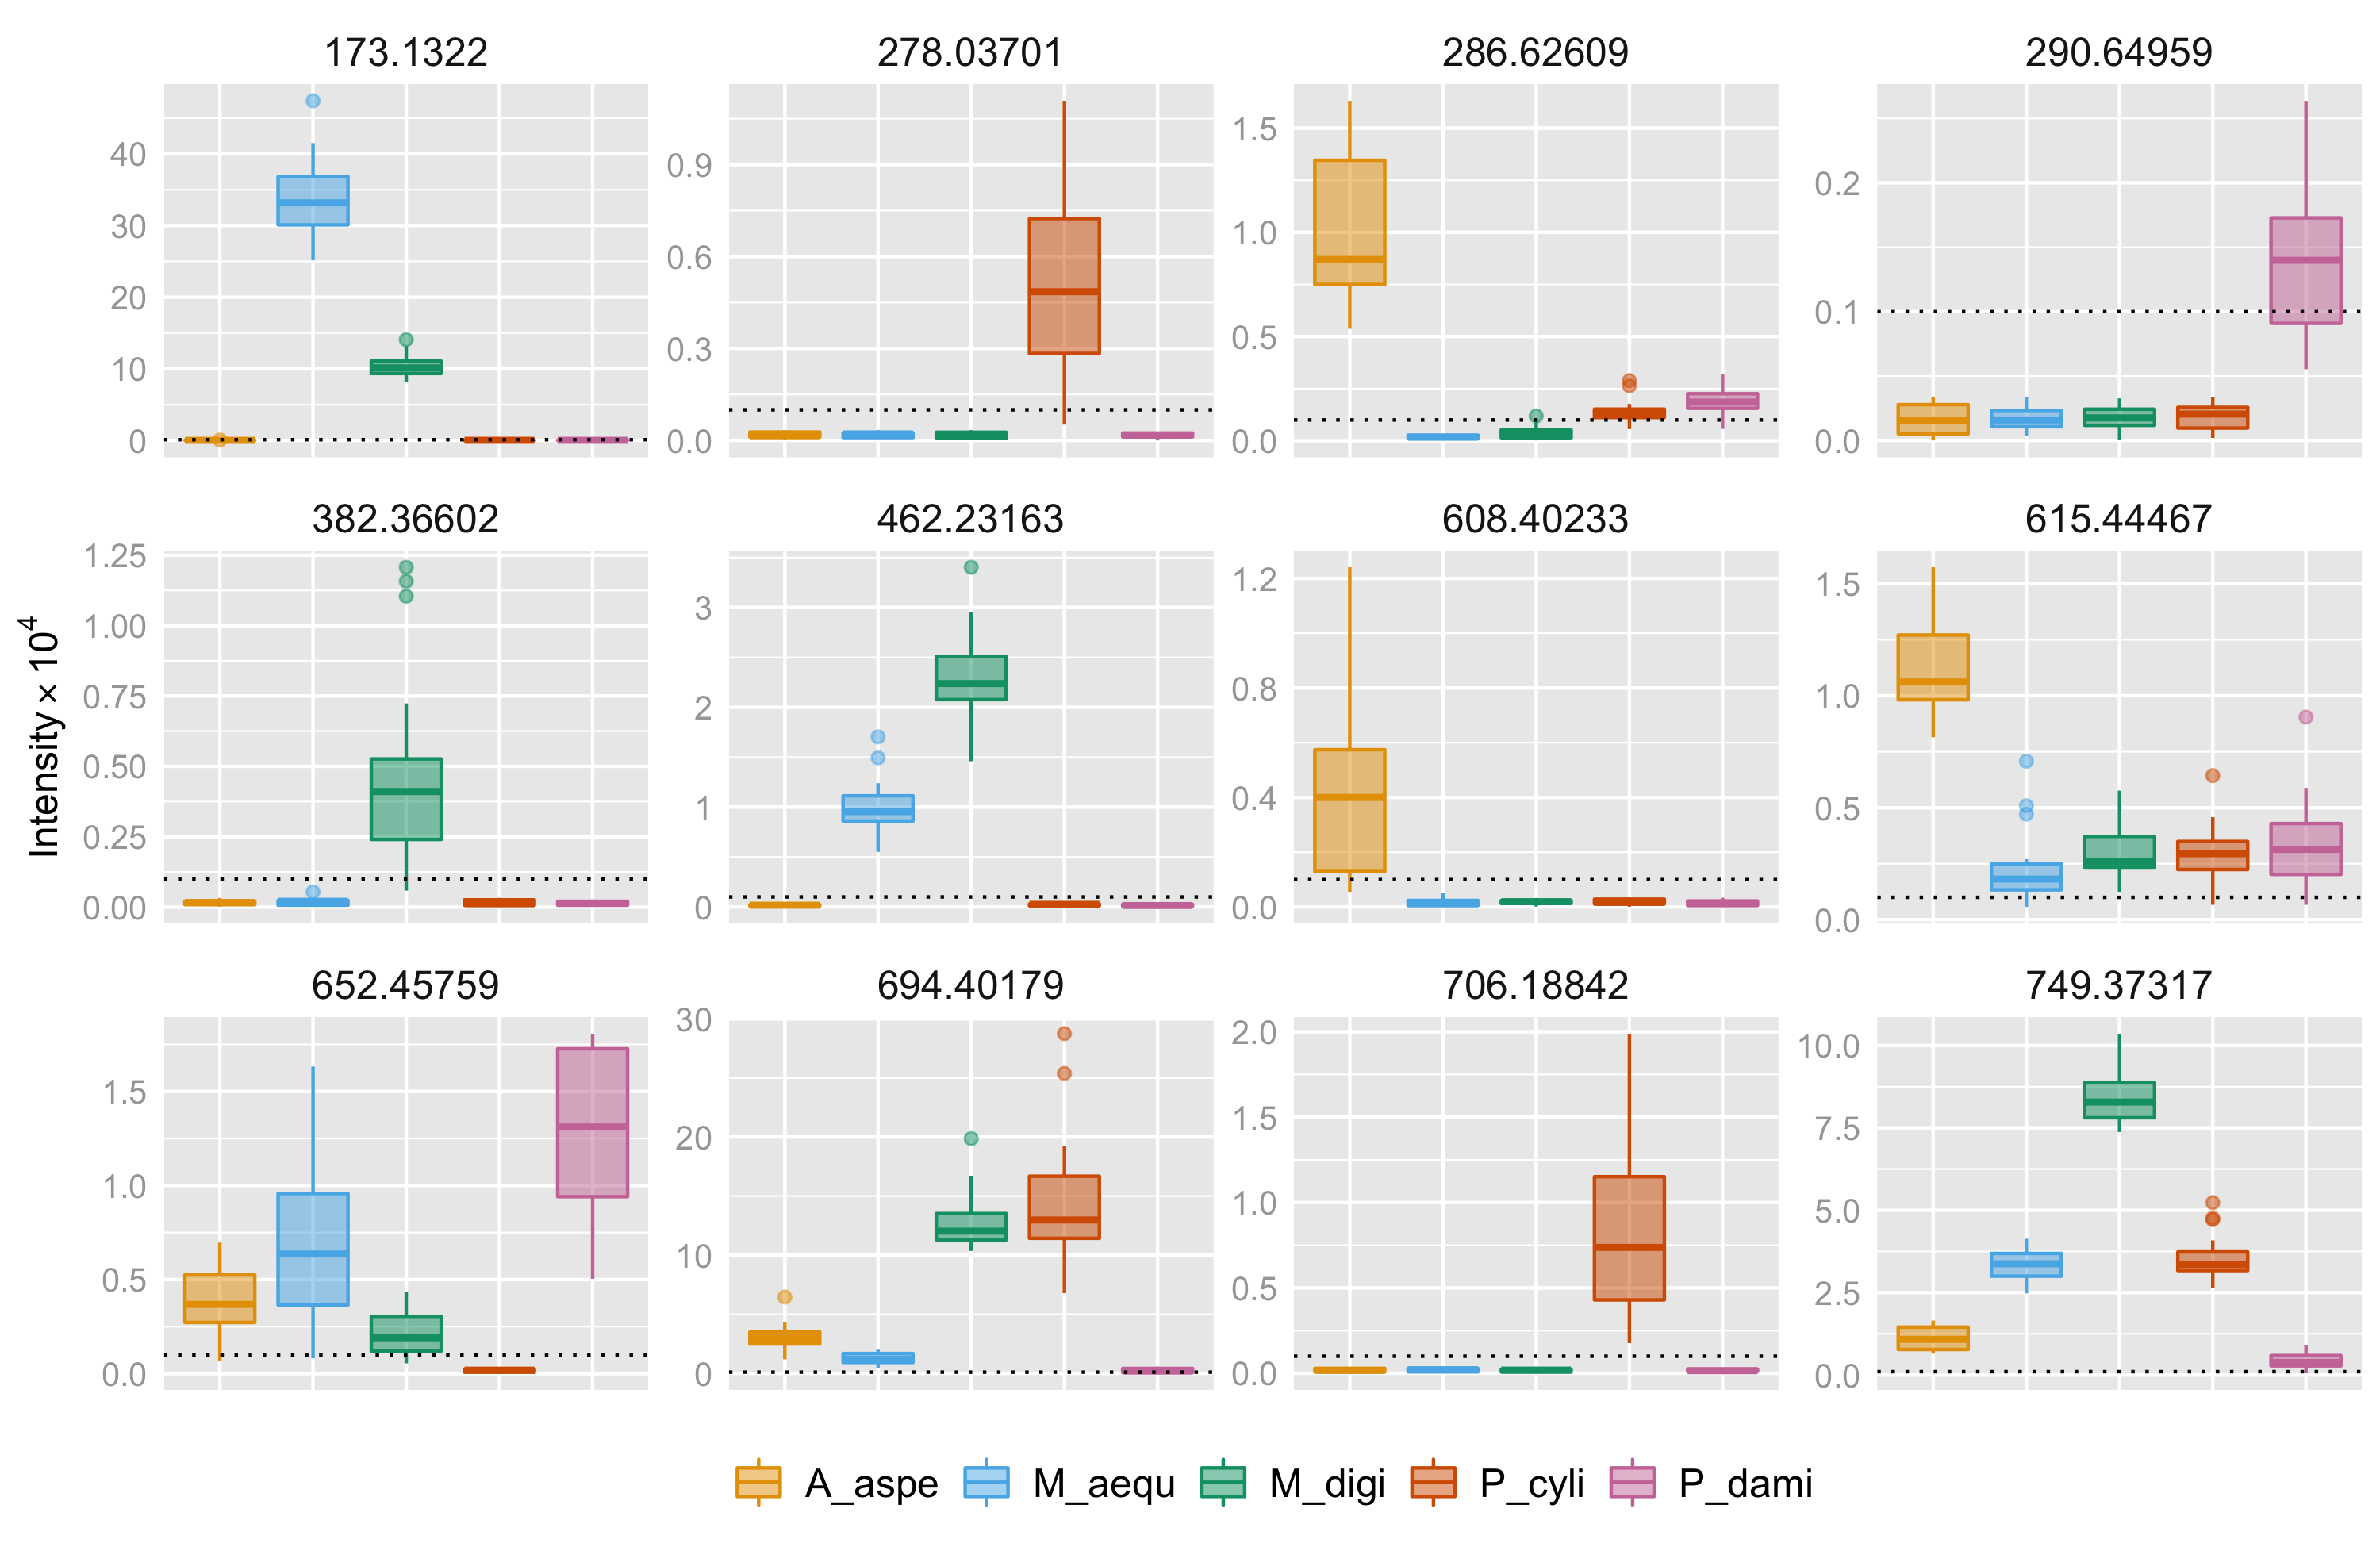 173.1322 278.03701 286.62609 290.64959
40 30 20 10 0
0.9 0.6 0.3 0.0
1.5 1.0 0.5 0.0
0.2 0.1 0.0
382.36602 462.23163 608.40233 615.44467
1.25 1.00 0.75 0.50 0.25 0.00
3 2 1 0
1.2 0.8 0.4 0.0
1.5 1.0 0.5 0.0
Intensity × 10⁴
652.45759 694.40179 706.18842 749.37317
1.5 1.0 0.5 0.0
30 20 10 0
2.0 1.5 1.0 0.5 0.0
10.0 7.5 5.0 2.5 0.0
A_aspe M_aequ M_digi P_cyli P_dami